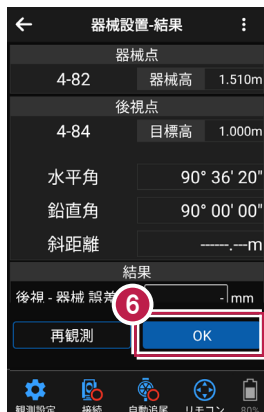 器械設置-結果
器械点
4-82 器械高 1.510m
後視点
4-84 目標高 1.000m
水平角 90° 36' 20"
鉛直角 90° 00' 00"
斜距離 ------.---m
結果
後視 - 器械 誤差 - mm
6
再観測 OK
観測設定 接続 自動追尾 リモコン 80%